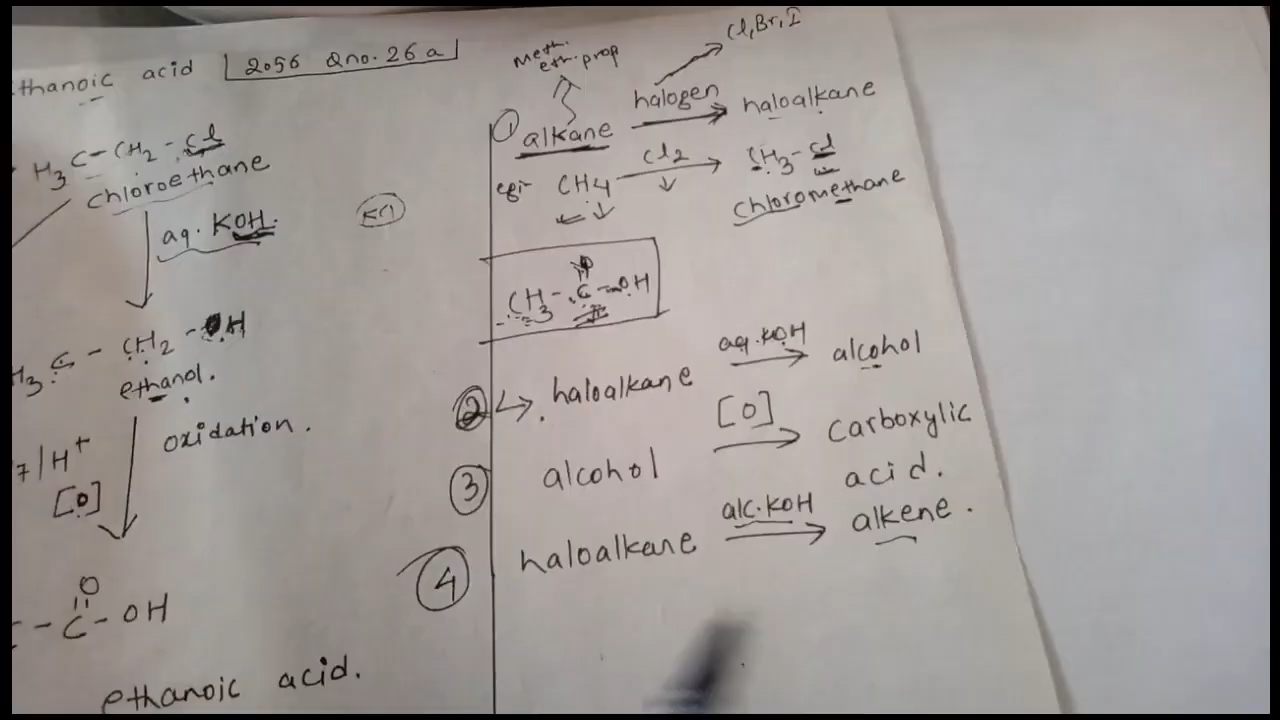 thanoic acid 2056 Qno. 26 a
H3C - CH2 - Cl
chloroethane
aq. KOH.
KCl
H3C - CH2 - OH
ethanol.
oxidation.
7 / H+
[O]
O
- C - OH
ethanoic acid.
Cl, Br, I
meth.
eth. prop
① alkane halogen haloalkane
eg:- CH4 Cl2 CH3 - Cl
chloromethane
CH3 - C - OH
② haloalkane aq. KOH alcohol
③ alcohol [O] carboxylic
acid.
④ haloalkane alc. KOH alkene.